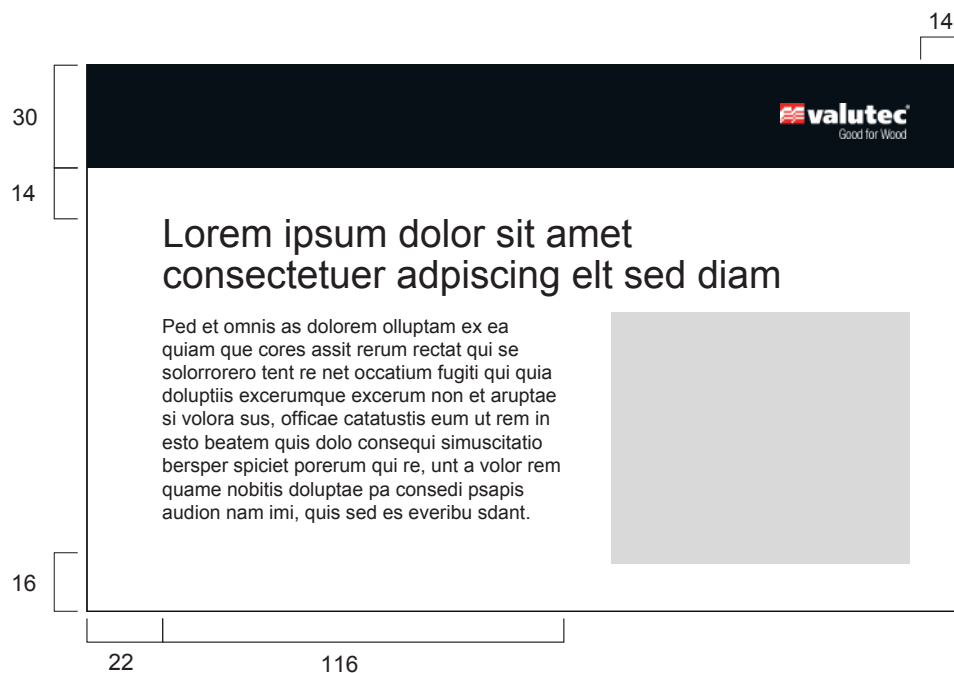 14
30
valutec
Good for Wood
14
Lorem ipsum dolor sit amet
consectetuer adpiscing elt sed diam
Ped et omnis as dolorem olluptam ex ea
quiam que cores assit rerum rectat qui se
solorrorero tent re net occatium fugiti qui quia
doluptiis excerumque excerum non et aruptae
si volora sus, officae catatustis eum ut rem in
esto beatem quis dolo consequi simuscitatio
bersper spiciet porerum qui re, unt a volor rem
quame nobitis doluptae pa consedi psapis
audion nam imi, quis sed es everibu sdant.
16
22
116